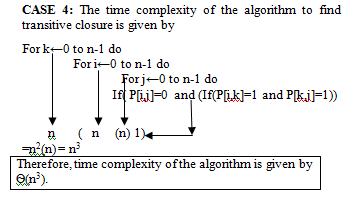 CASE 4: The time complexity of the algorithm to find
transitive closure is given by
For k←0 to n-1 do
For i←0 to n-1 do
For j←0 to n-1 do
If( P[i,j]=0 and (If(P[i,k]=1 and P[k,j]=1))
n ( n (n) 1)
=n²(n)= n³
Therefore, time complexity of the algorithm is given by
Θ(n³).